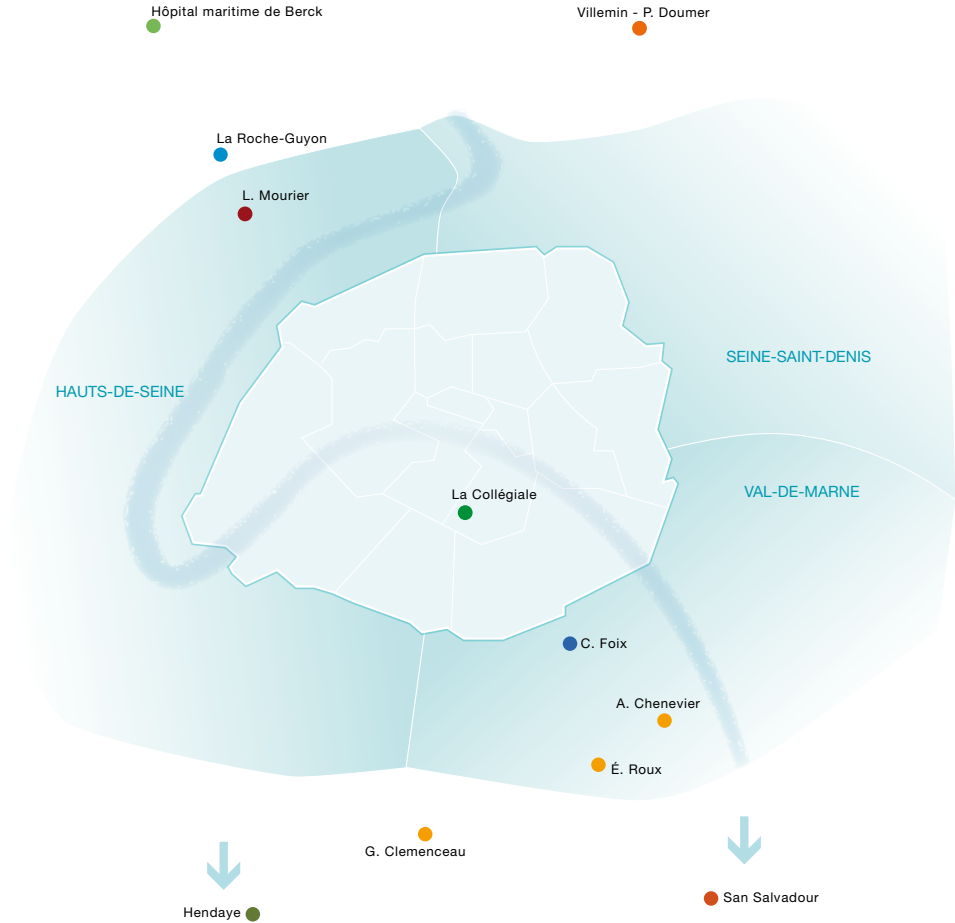 Hôpital maritime de Berck
Villemin - P. Doumer
La Roche-Guyon
L. Mourier
SEINE-SAINT-DENIS
HAUTS-DE-SEINE
VAL-DE-MARNE
La Collégiale
C. Foix
A. Chenevier
É. Roux
G. Clemenceau
San Salvadour
Hendaye